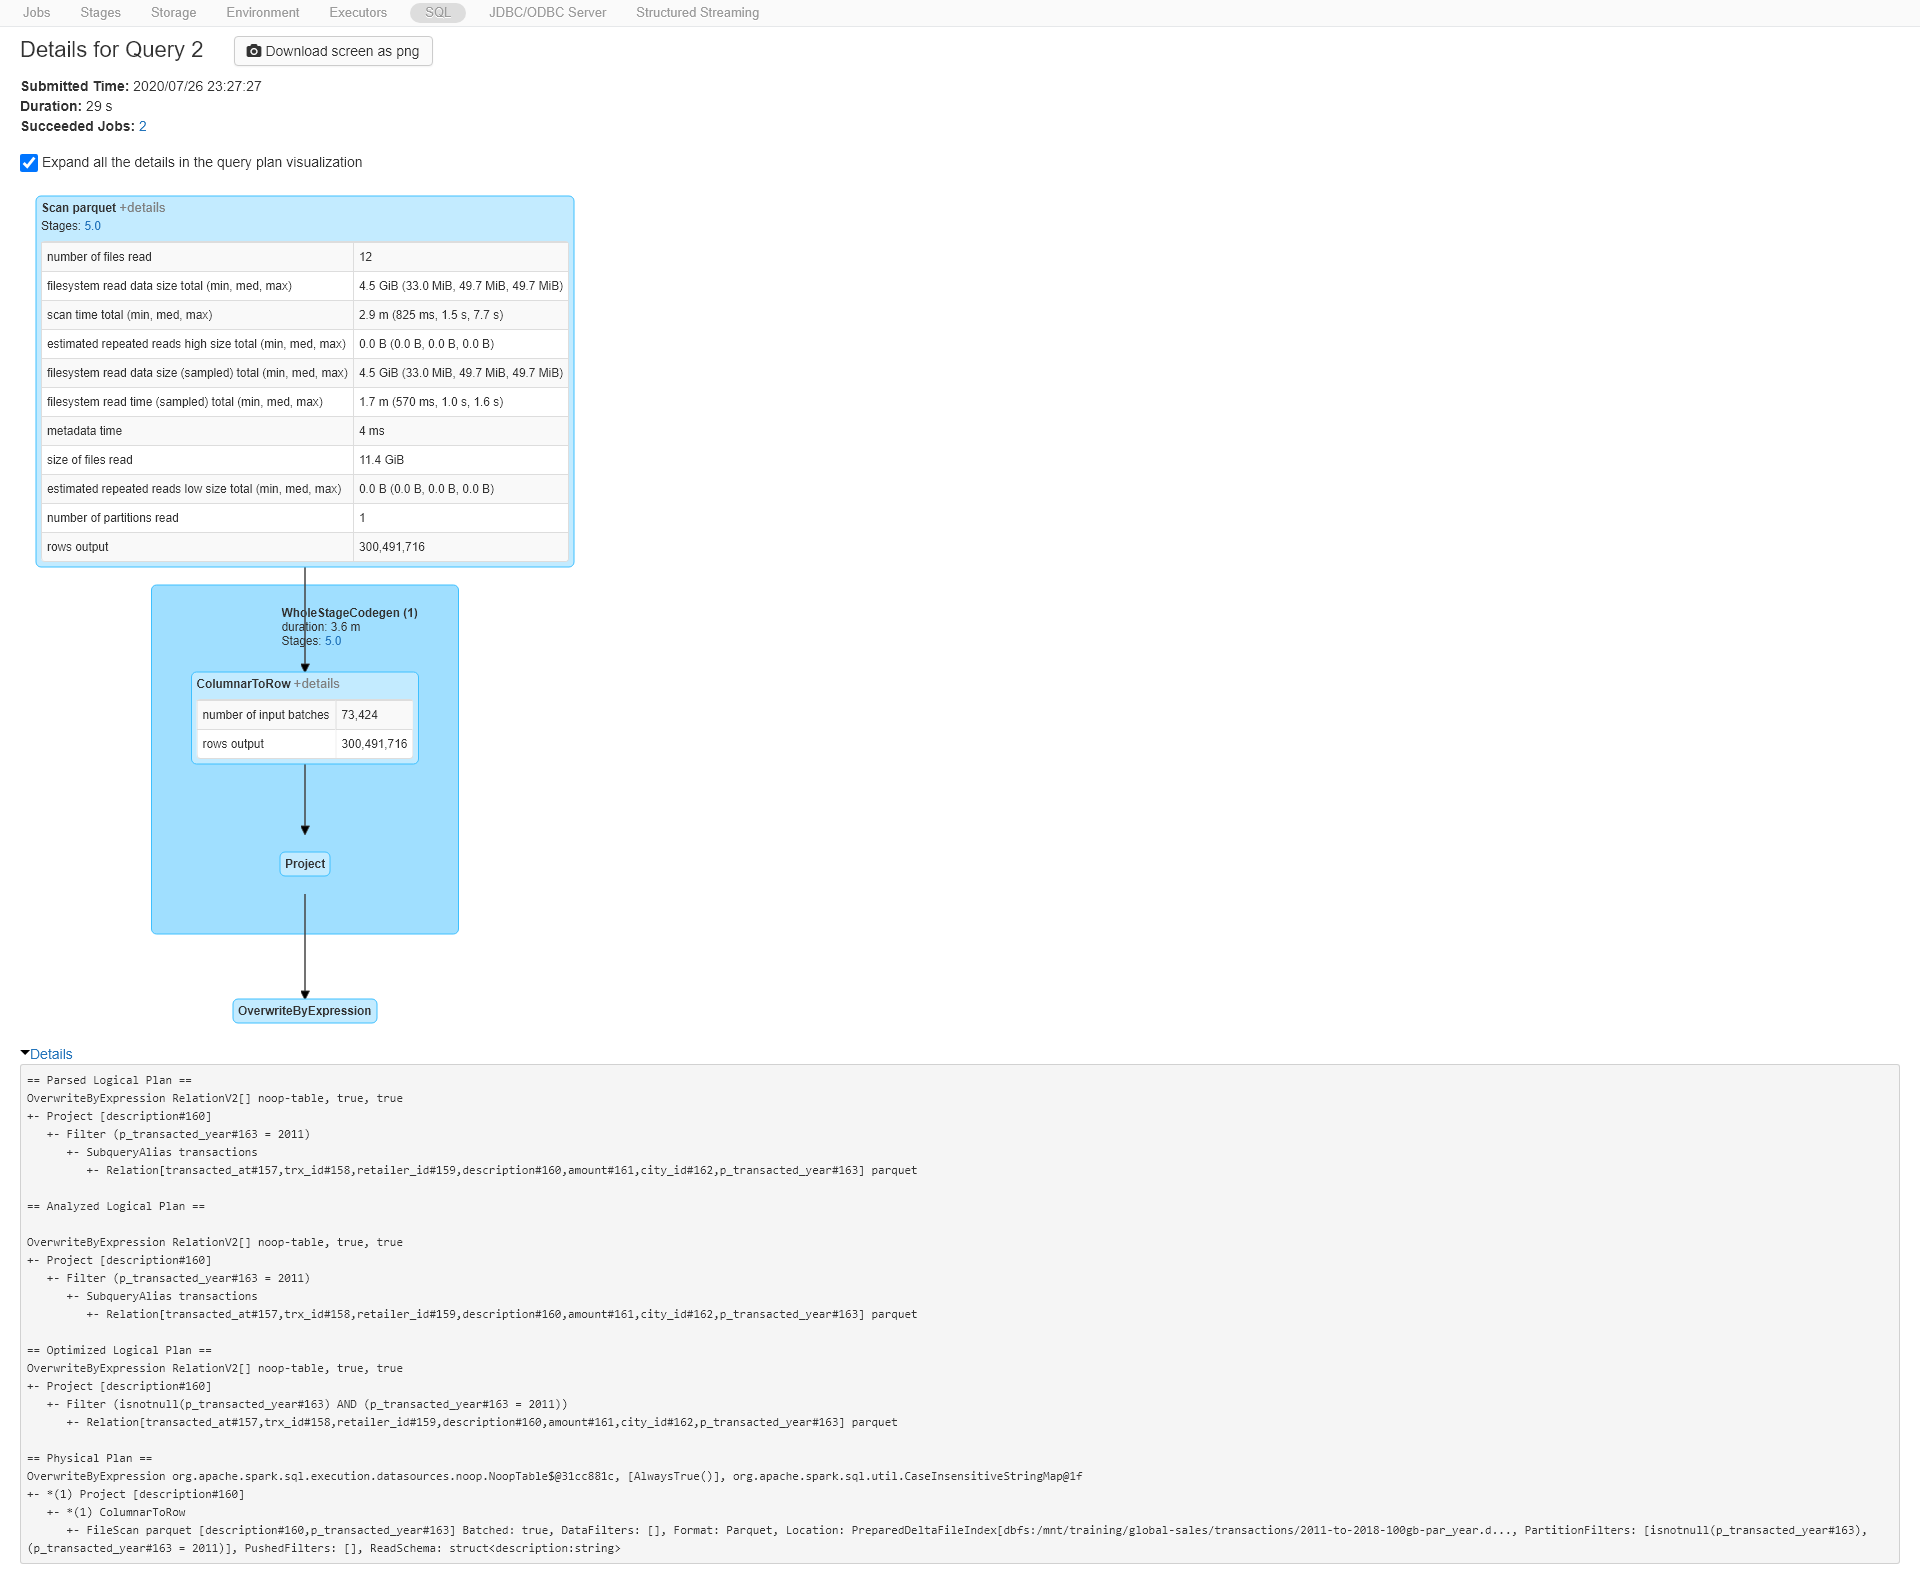 Jobs Stages Storage Environment Executors SQL JDBC/ODBC Server Structured Streaming
Details for Query 2 Download screen as png
Submitted Time: 2020/07/26 23:27:27
Duration: 29 s
Succeeded Jobs: 2
Expand all the details in the query plan visualization
Scan parquet +details
Stages: 5.0
number of files read 12
filesystem read data size total (min, med, max) 4.5 GiB (33.0 MiB, 49.7 MiB, 49.7 MiB)
scan time total (min, med, max) 2.9 m (825 ms, 1.5 s, 7.7 s)
estimated repeated reads high size total (min, med, max) 0.0 B (0.0 B, 0.0 B, 0.0 B)
filesystem read data size (sampled) total (min, med, max) 4.5 GiB (33.0 MiB, 49.7 MiB, 49.7 MiB)
filesystem read time (sampled) total (min, med, max) 1.7 m (570 ms, 1.0 s, 1.6 s)
metadata time 4 ms
size of files read 11.4 GiB
estimated repeated reads low size total (min, med, max) 0.0 B (0.0 B, 0.0 B, 0.0 B)
number of partitions read 1
rows output 300,491,716
WholeStageCodegen (1)
duration: 3.6 m
Stages: 5.0
ColumnarToRow +details
number of input batches 73,424
rows output 300,491,716
Project
OverwriteByExpression
Details
== Parsed Logical Plan ==
OverwriteByExpression RelationV2[] noop-table, true, true
+- Project [description#160]
   +- Filter (p_transacted_year#163 = 2011)
      +- SubqueryAlias transactions
         +- Relation[transacted_at#157,trx_id#158,retailer_id#159,description#160,amount#161,city_id#162,p_transacted_year#163] parquet
== Analyzed Logical Plan ==
OverwriteByExpression RelationV2[] noop-table, true, true
+- Project [description#160]
   +- Filter (p_transacted_year#163 = 2011)
      +- SubqueryAlias transactions
         +- Relation[transacted_at#157,trx_id#158,retailer_id#159,description#160,amount#161,city_id#162,p_transacted_year#163] parquet
== Optimized Logical Plan ==
OverwriteByExpression RelationV2[] noop-table, true, true
+- Project [description#160]
   +- Filter (isnotnull(p_transacted_year#163) AND (p_transacted_year#163 = 2011))
      +- Relation[transacted_at#157,trx_id#158,retailer_id#159,description#160,amount#161,city_id#162,p_transacted_year#163] parquet
== Physical Plan ==
OverwriteByExpression org.apache.spark.sql.execution.datasources.noop.NoopTable$@31cc881c, [AlwaysTrue()], org.apache.spark.sql.util.CaseInsensitiveStringMap@1f
+- *(1) Project [description#160]
   +- *(1) ColumnarToRow
      +- FileScan parquet [description#160,p_transacted_year#163] Batched: true, DataFilters: [], Format: Parquet, Location: PreparedDeltaFileIndex[dbfs:/mnt/training/global-sales/transactions/2011-to-2018-100gb-par_year.d..., PartitionFilters: [isnotnull(p_transacted_year#163),
(p_transacted_year#163 = 2011)], PushedFilters: [], ReadSchema: struct<description:string>